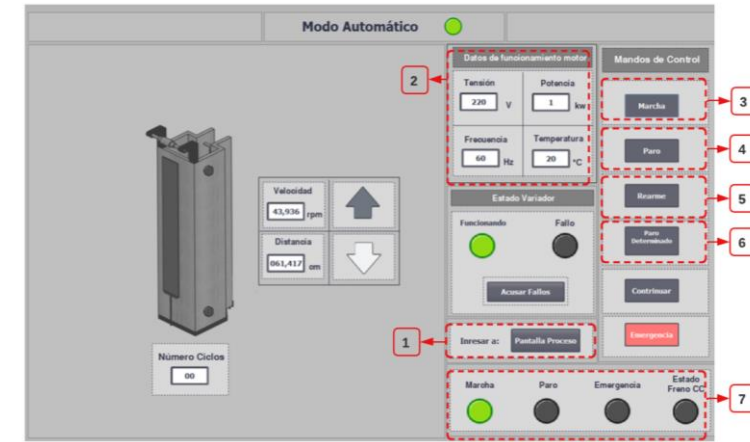 Modo Automático
Datos de funcionamiento motor
Mandos de Control
2
Tensión
Potencia
220 V
1 kw
Marcha
3
Frecuencia
Temperatura
60 Hz
20 °C
Paro
4
Velocidad
43,936 rpm
Estado Variador
Rearme
5
Funcionando
Fallo
Paro
Determinado
6
Distancia
061,417 cm
Acusar Fallos
Contrinuar
1
Inresar a:
Pantalla Proceso
Emergencia
Número Ciclos
00
Marcha
Paro
Emergencia
Estado
Freno CC
7